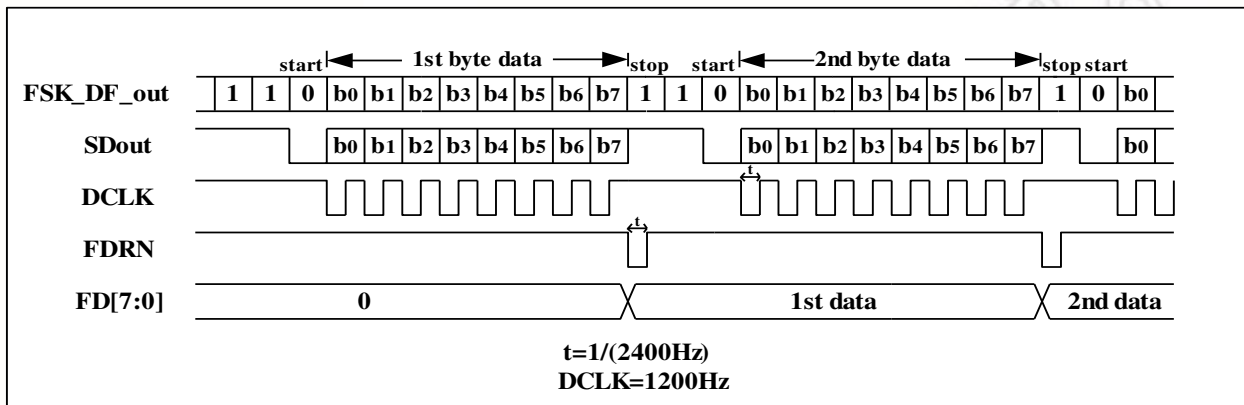 start 1st byte data stop start 2nd byte data stop start
FSK_DF_out 1 1 0 b0 b1 b2 b3 b4 b5 b6 b7 1 1 0 b0 b1 b2 b3 b4 b5 b6 b7 1 0 b0
SDout b0 b1 b2 b3 b4 b5 b6 b7 b0 b1 b2 b3 b4 b5 b6 b7 b0
t
DCLK
t
FDRN
FD[7:0] 0 1st data 2nd data
t=1/(2400Hz)
DCLK=1200Hz